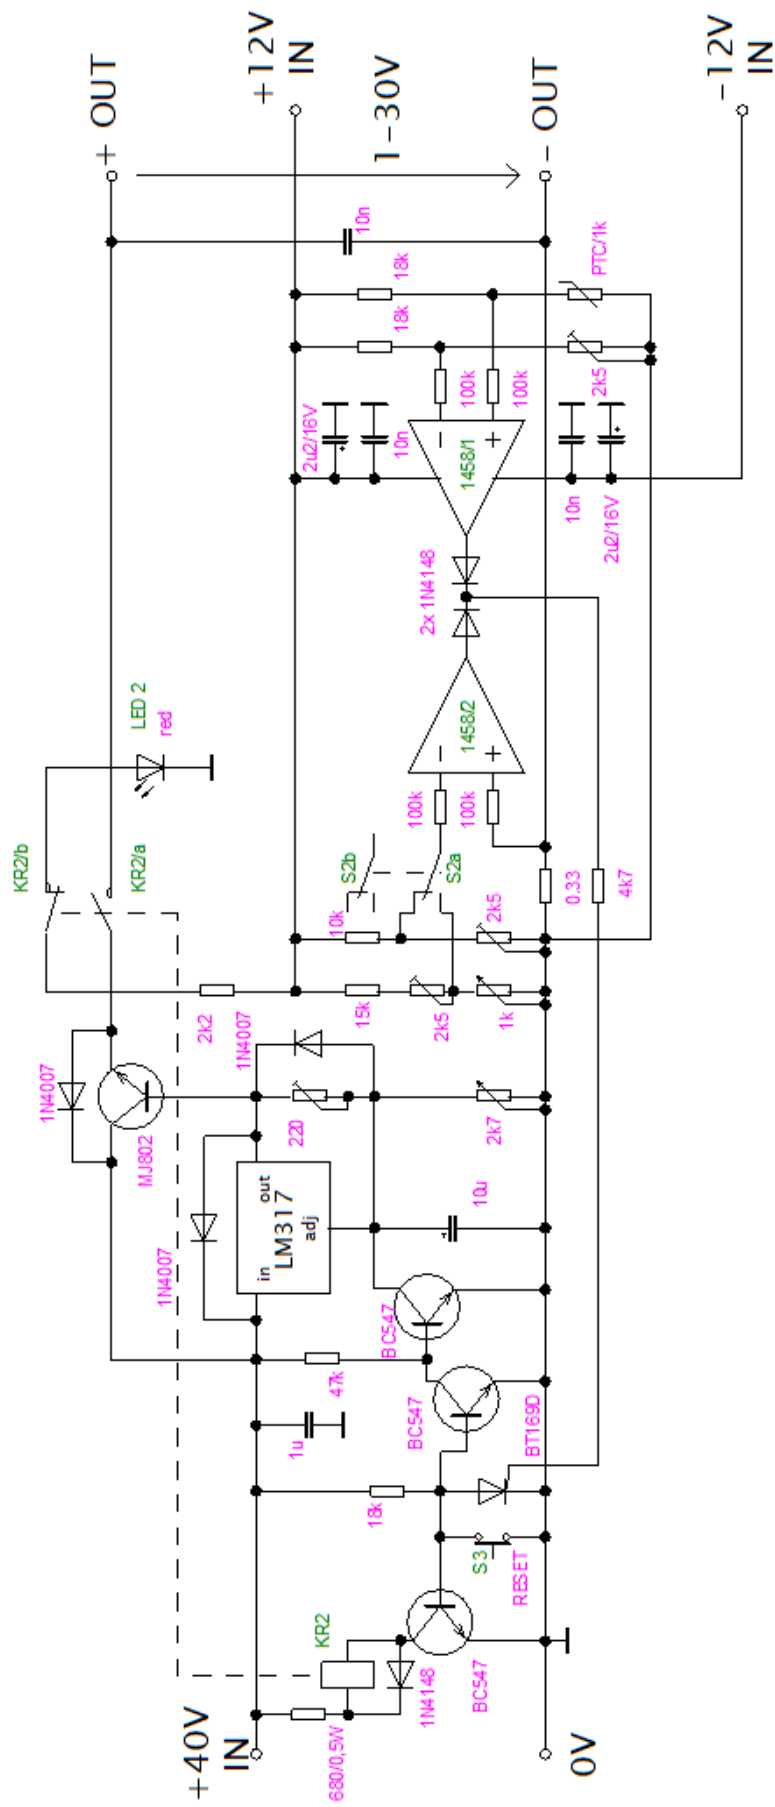 +40V
IN
0V
680/0,5W
KR2
1N4148
BC547
S3
RESET
18k
BT169D
1u
47k
BC547
BC547
1N4007
in
out
LM317
adj
10u
MJ802
1N4007
220
1N4007
2k7
2k2
15k
2k5
1k
10k
2k5
KR2/b
KR2/a
S2b
S2a
0.33
4k7
LED 2
red
100k
100k
−
+
1458/2
2x 1N4148
1458/1
−
+
2u2/16V
10n
10n
2u2/16V
100k
100k
18k
18k
2k5
PTC/1k
10n
+ OUT
+12V
IN
1-30V
- OUT
-12V
IN